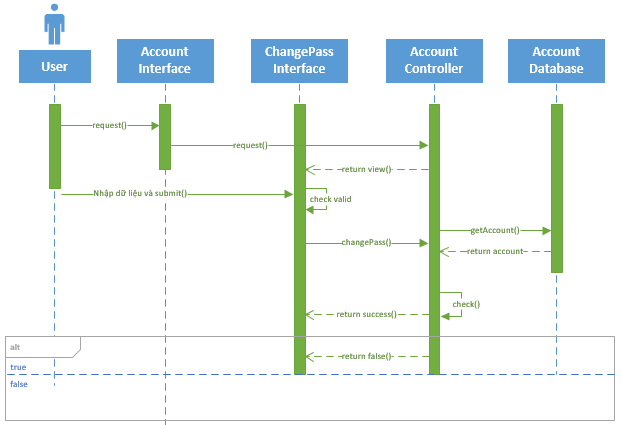 User
Account
Interface
ChangePass
Interface
Account
Controller
Account
Database
request()
request()
return view()
Nhập dữ liệu và submit()
check valid
getAccount()
changePass()
return account
check()
return success()
alt
return false()
true
false